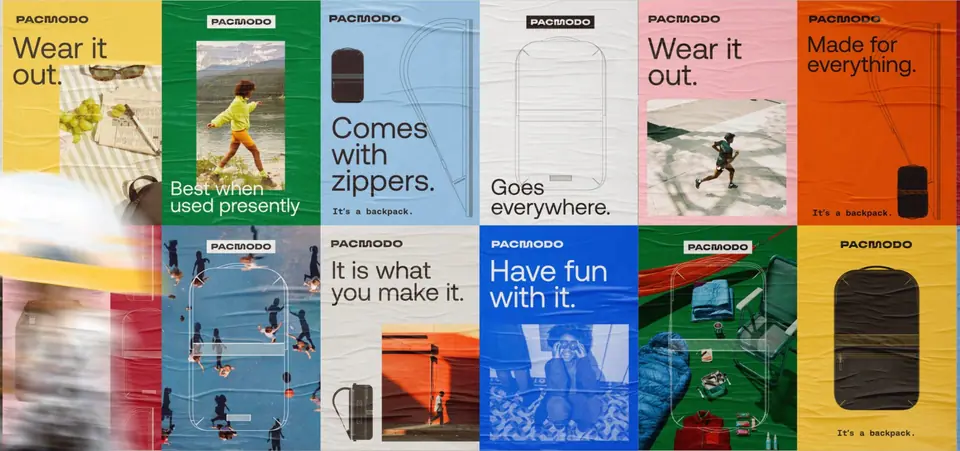 PACMODO
Wear it
out.
PACMODO
Best when
used presently
PACMODO
Comes
with
zippers.
It's a backpack.
PACMODO
Goes
everywhere.
PACMODO
Wear it
out.
PACMODO
Made for
everything.
It's a backpack.
PACMODO
PACMODO
It is what
you make it.
PACMODO
Have fun
with it.
PACMODO
PACMODO
It's a backpack.